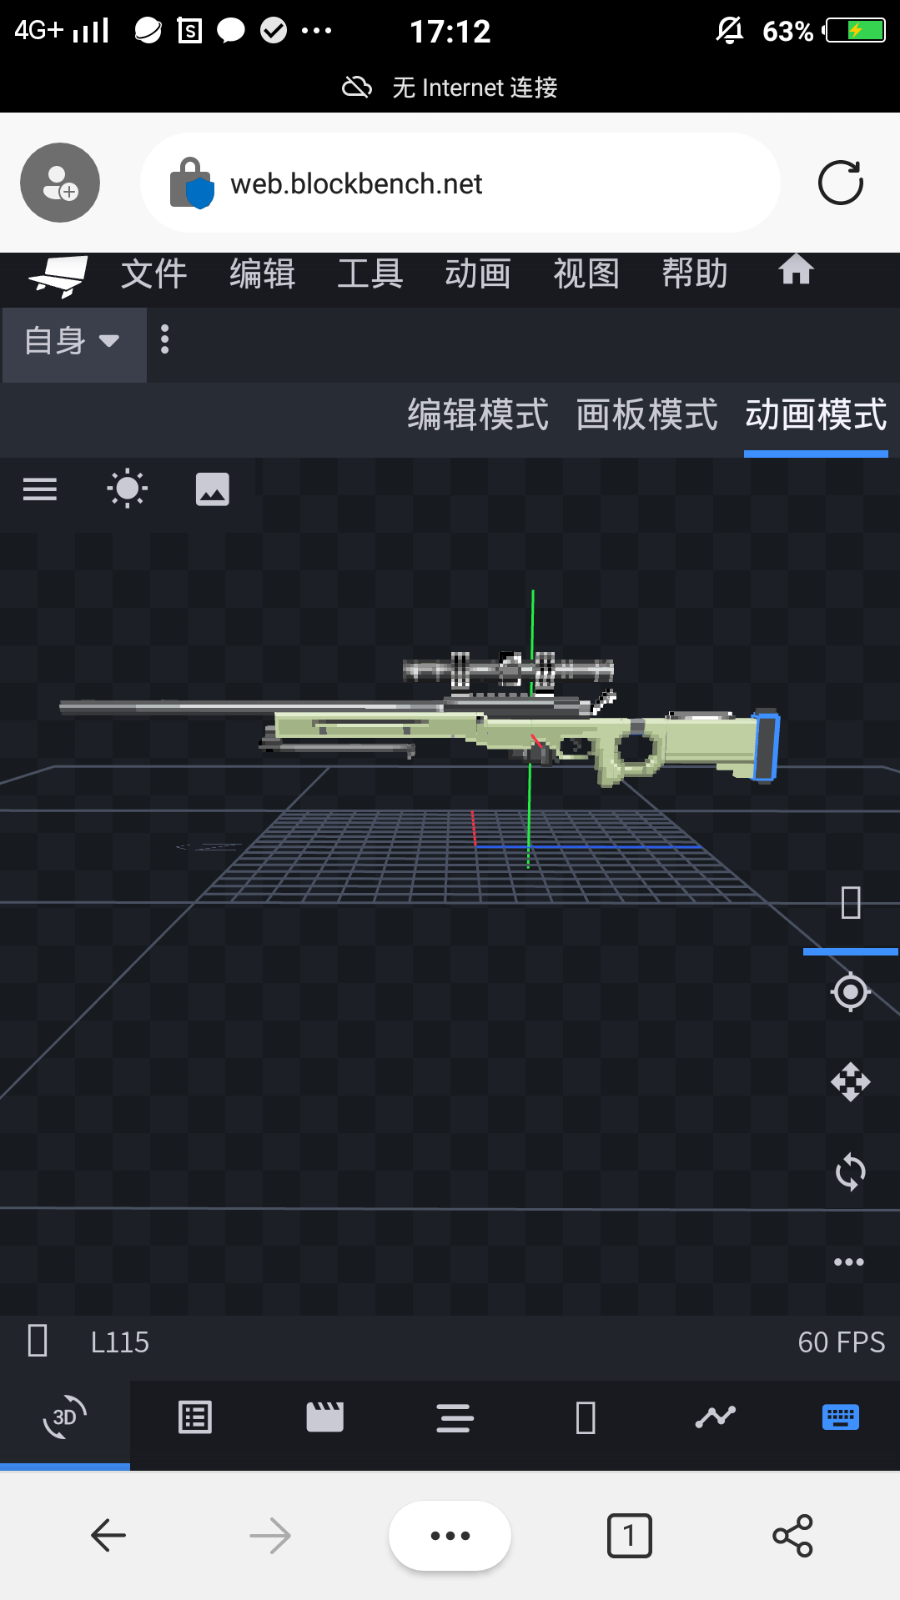 4G+ 17:12 63%
无 Internet 连接
web.blockbench.net
文件 编辑 工具 动画 视图 帮助
自身
编辑模式 画板模式 动画模式
L115 60 FPS
3D
1